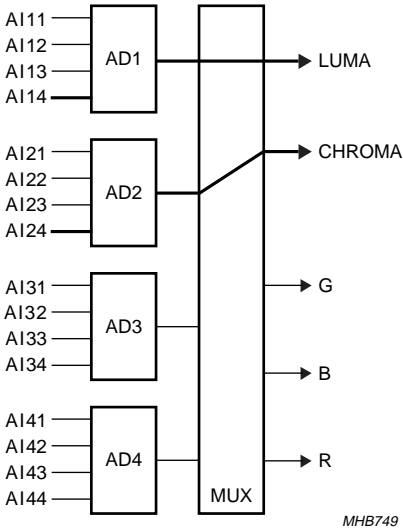 AI11
AI12
AI13
AI14
AD1
LUMA
AI21
AI22
AI23
AI24
AD2
CHROMA
AI31
AI32
AI33
AI34
AD3
G
B
AI41
AI42
AI43
AI44
AD4
R
MUX
MHB749